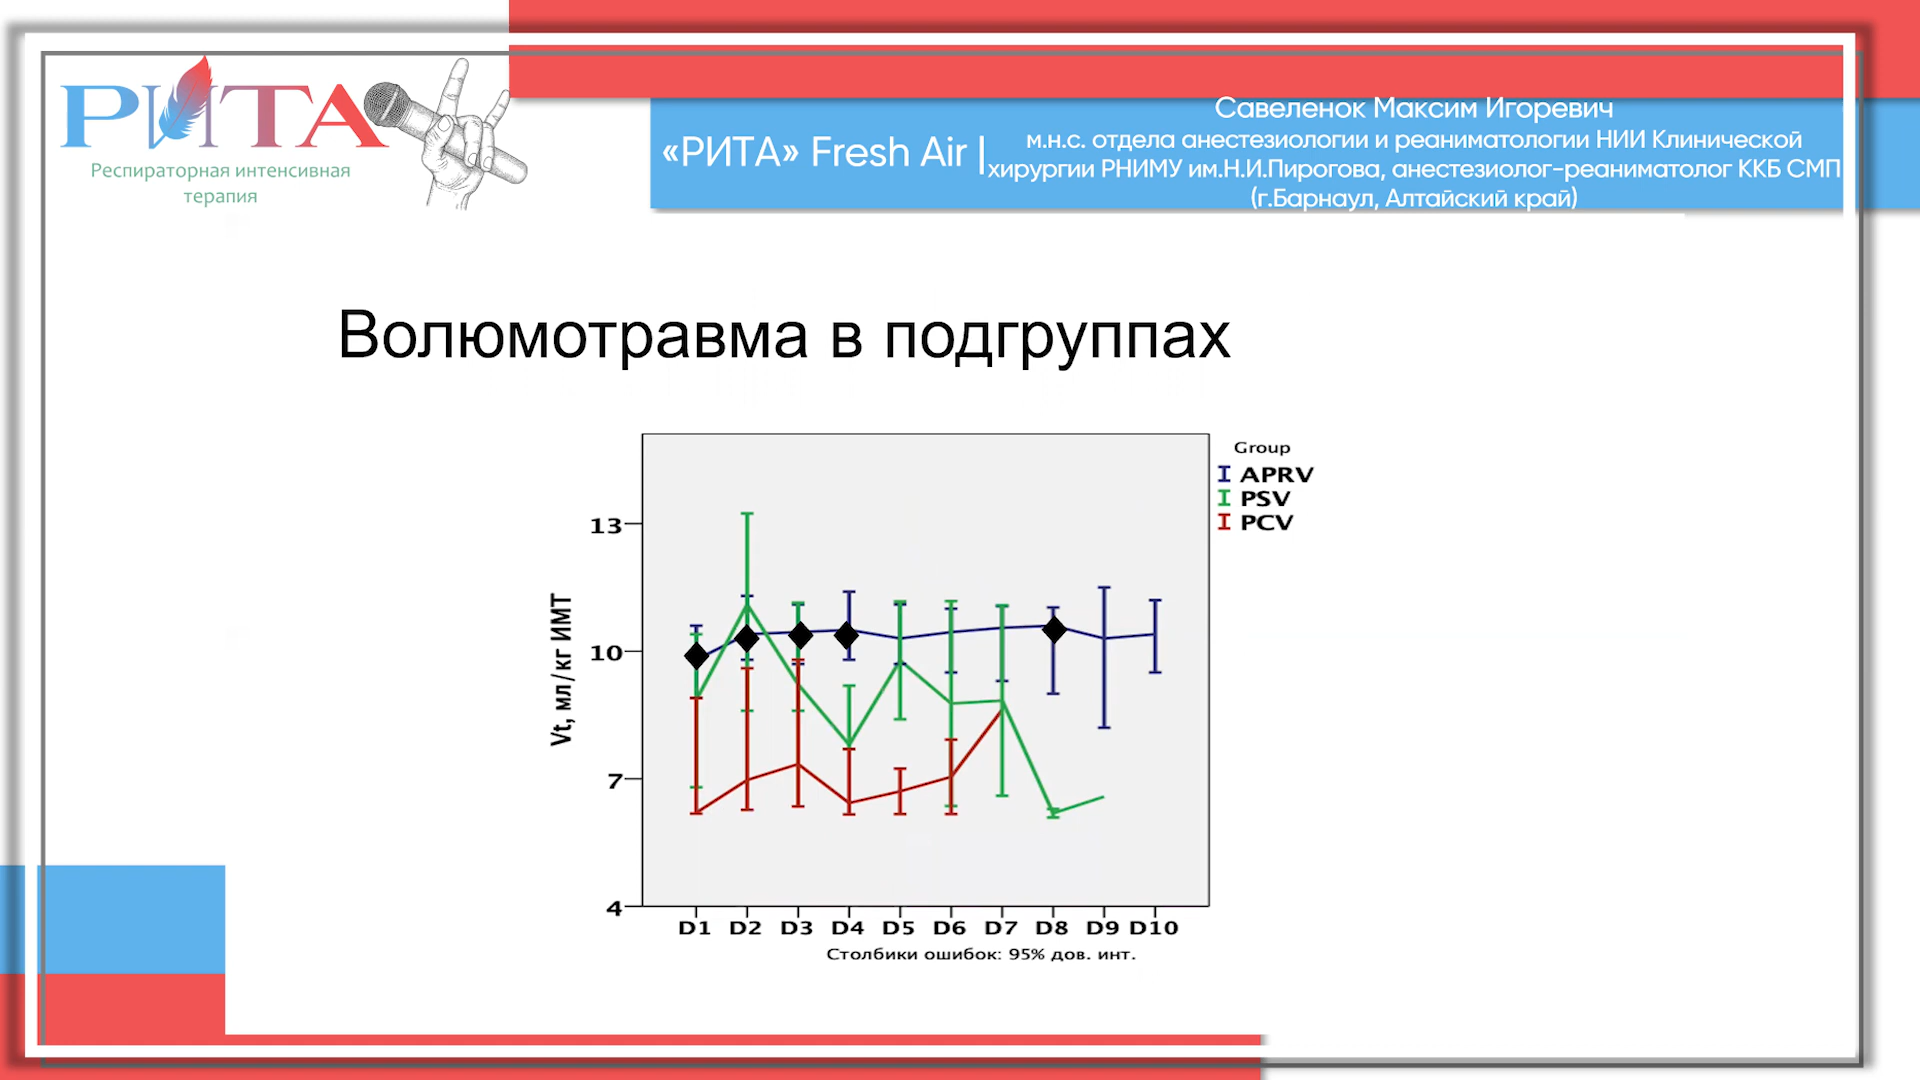 РИТА
Респираторная интенсивная
терапия
«РИТА» Fresh Air |
Савеленок Максим Игоревич
м.н.с. отдела анестезиологии и реаниматологии НИИ Клинической
хирургии РНИМУ им.Н.И.Пирогова, анестезиолог-реаниматолог ККБ СМП
(г.Барнаул, Алтайский край)
Волюмотравма в подгруппах
Group
APRV
PSV
PCV
13
10
7
4
Vt, мл/кг ИМТ
D1 D2 D3 D4 D5 D6 D7 D8 D9 D10
Столбики ошибок: 95% дов. инт.